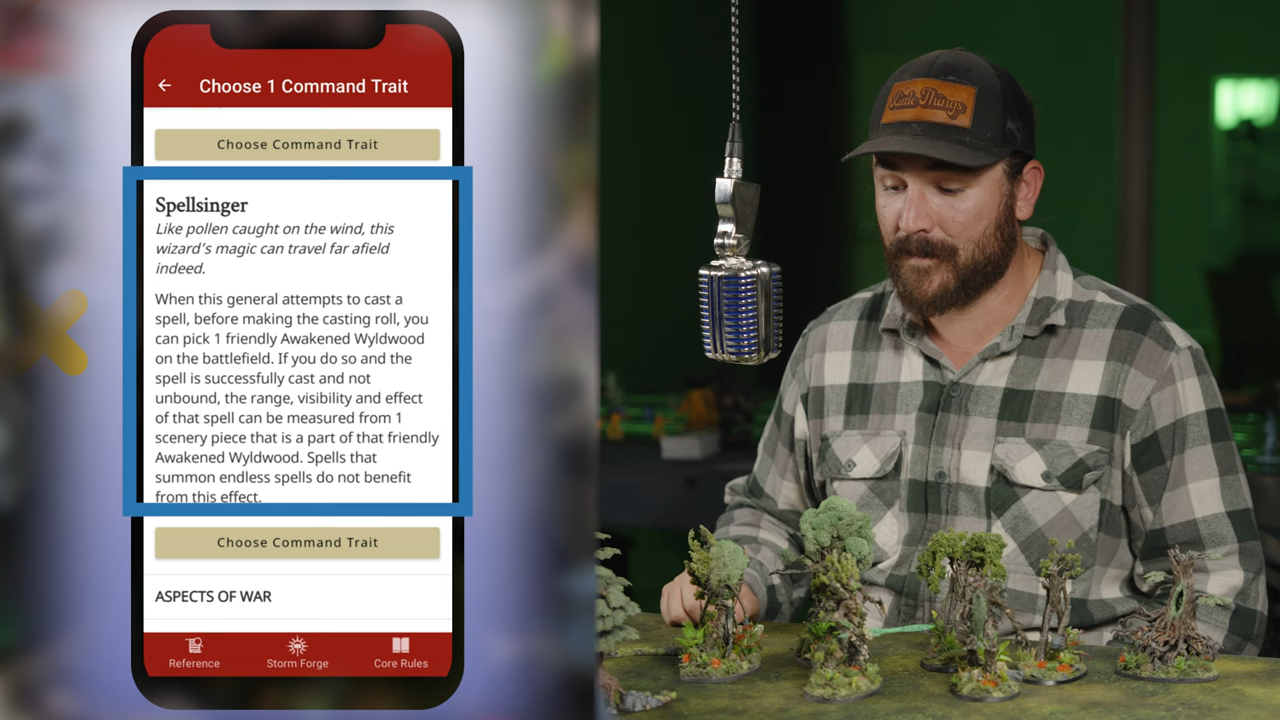 Choose 1 Command Trait
Choose Command Trait
Spellsinger
Like pollen caught on the wind, this
wizard's magic can travel far afield
indeed.
When this general attempts to cast a
spell, before making the casting roll, you
can pick 1 friendly Awakened Wyldwood
on the battlefield. If you do so and the
spell is successfully cast and not
unbound, the range, visibility and effect
of that spell can be measured from 1
scenery piece that is a part of that friendly
Awakened Wyldwood. Spells that
summon endless spells do not benefit
from this effect.
Choose Command Trait
ASPECTS OF WAR
Reference
Storm Forge
Core Rules
Little Things